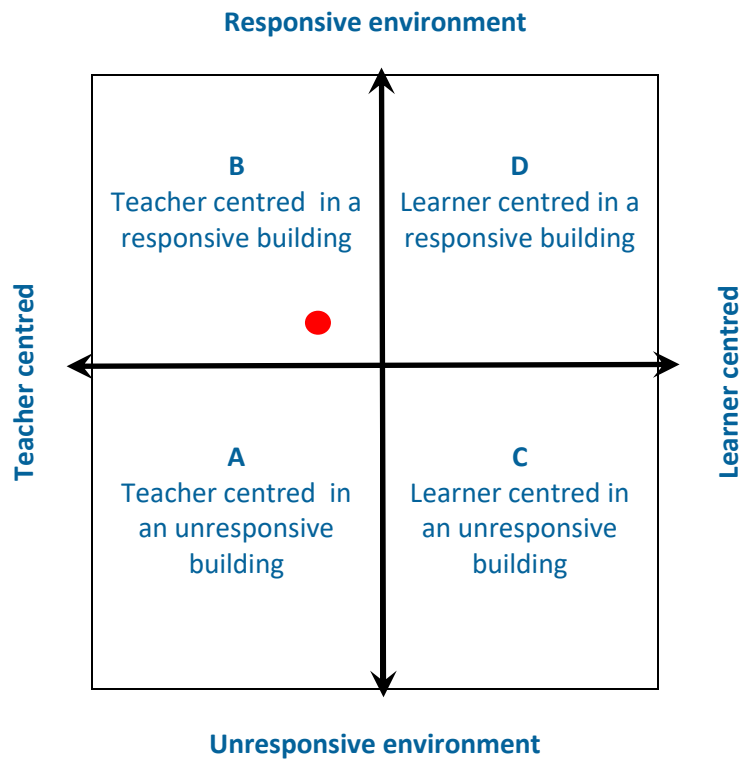 Responsive environment
B
Teacher centred  in a
responsive building
D
Learner centred in a
responsive building
Teacher centred
Learner centred
A
Teacher centred  in
an unresponsive
building
C
Learner centred in
an unresponsive
building
Unresponsive environment